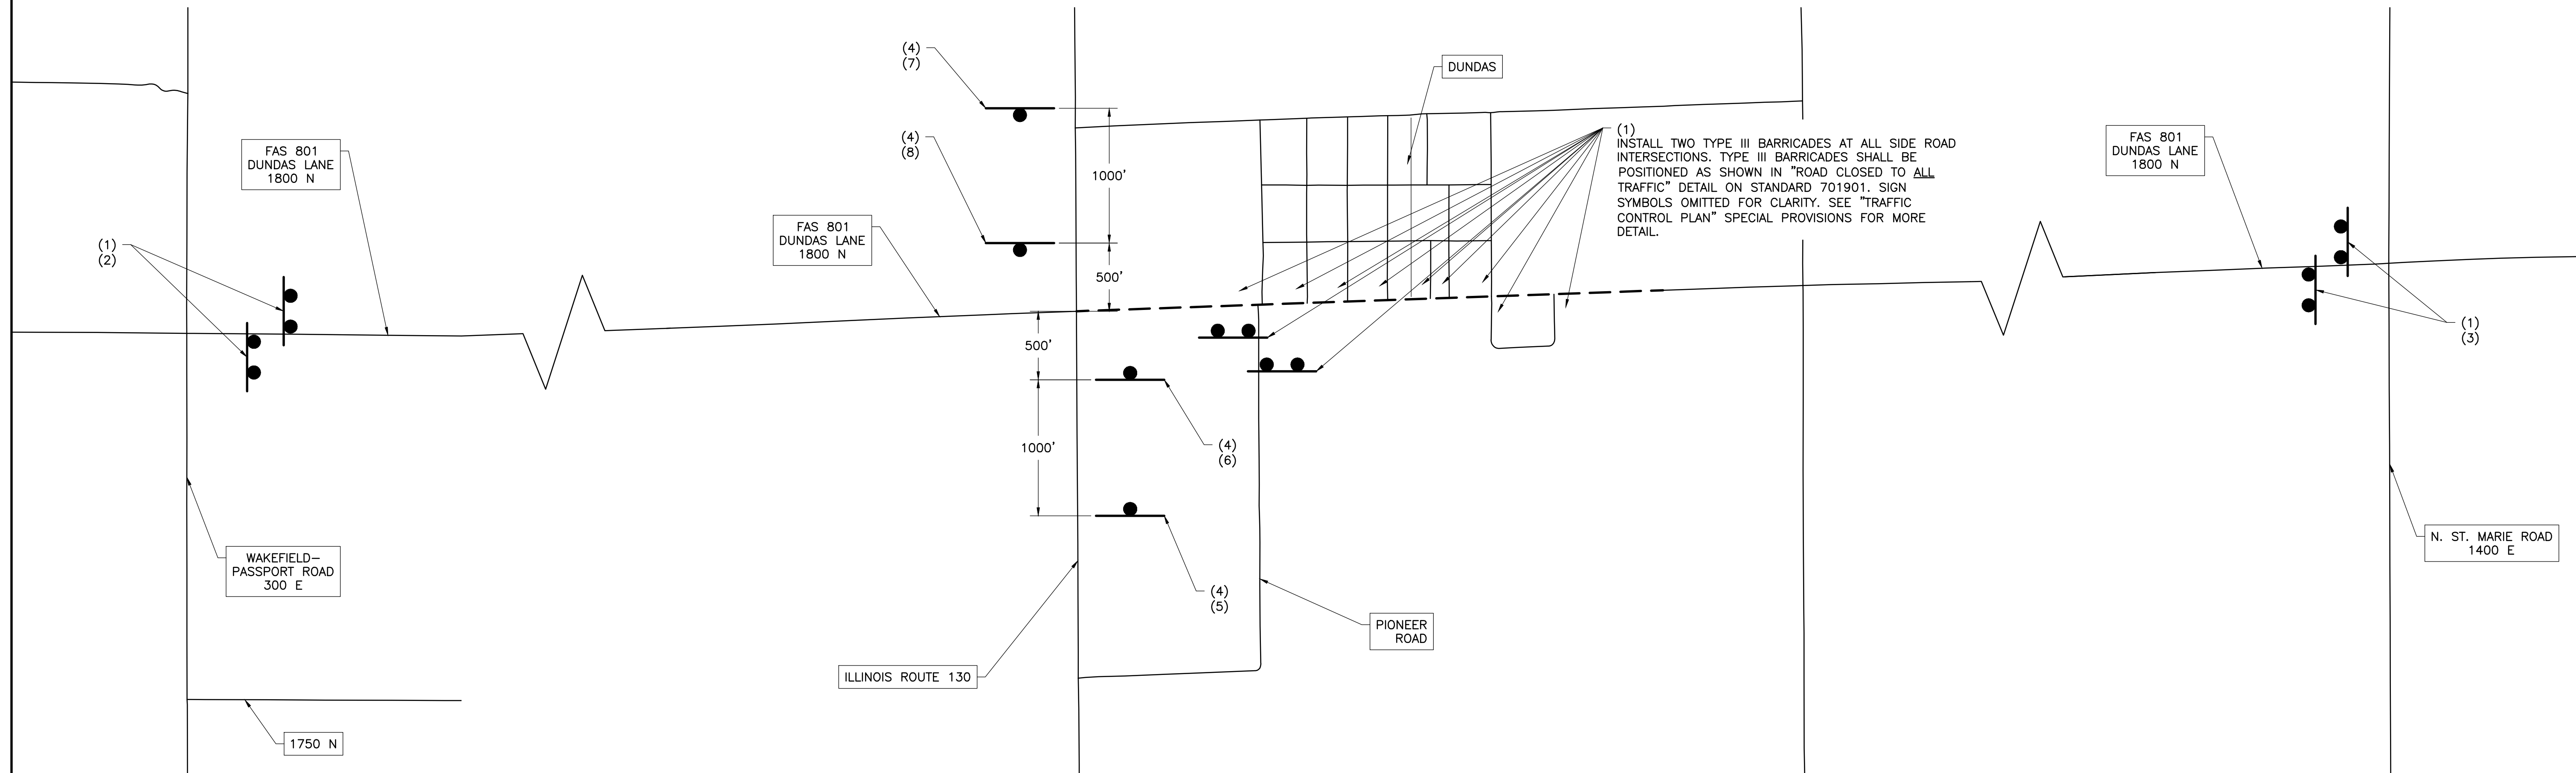 FAS 801
DUNDAS LANE
1800 N
(1)
(2)
WAKEFIELD-
PASSPORT ROAD
300 E
1750 N
FAS 801
DUNDAS LANE
1800 N
(4)
(7)
(4)
(8)
1000'
500'
500'
1000'
(4)
(6)
(4)
(5)
ILLINOIS ROUTE 130
PIONEER
ROAD
DUNDAS
(1)
INSTALL TWO TYPE III BARRICADES AT ALL SIDE ROAD
INTERSECTIONS. TYPE III BARRICADES SHALL BE
POSITIONED AS SHOWN IN "ROAD CLOSED TO ALL
TRAFFIC" DETAIL ON STANDARD 701901. SIGN
SYMBOLS OMITTED FOR CLARITY. SEE "TRAFFIC
CONTROL PLAN" SPECIAL PROVISIONS FOR MORE
DETAIL.
FAS 801
DUNDAS LANE
1800 N
(1)
(3)
N. ST. MARIE ROAD
1400 E